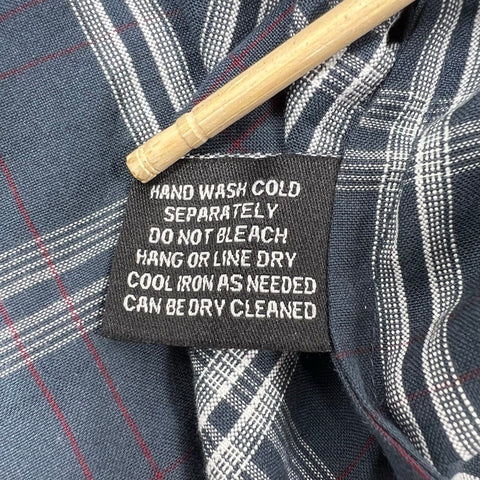 HAND WASH COLD
SEPARATELY
DO NOT BLEACH
HANG OR LINE DRY
COOL IRON AS NEEDED
CAN BE DRY CLEANED